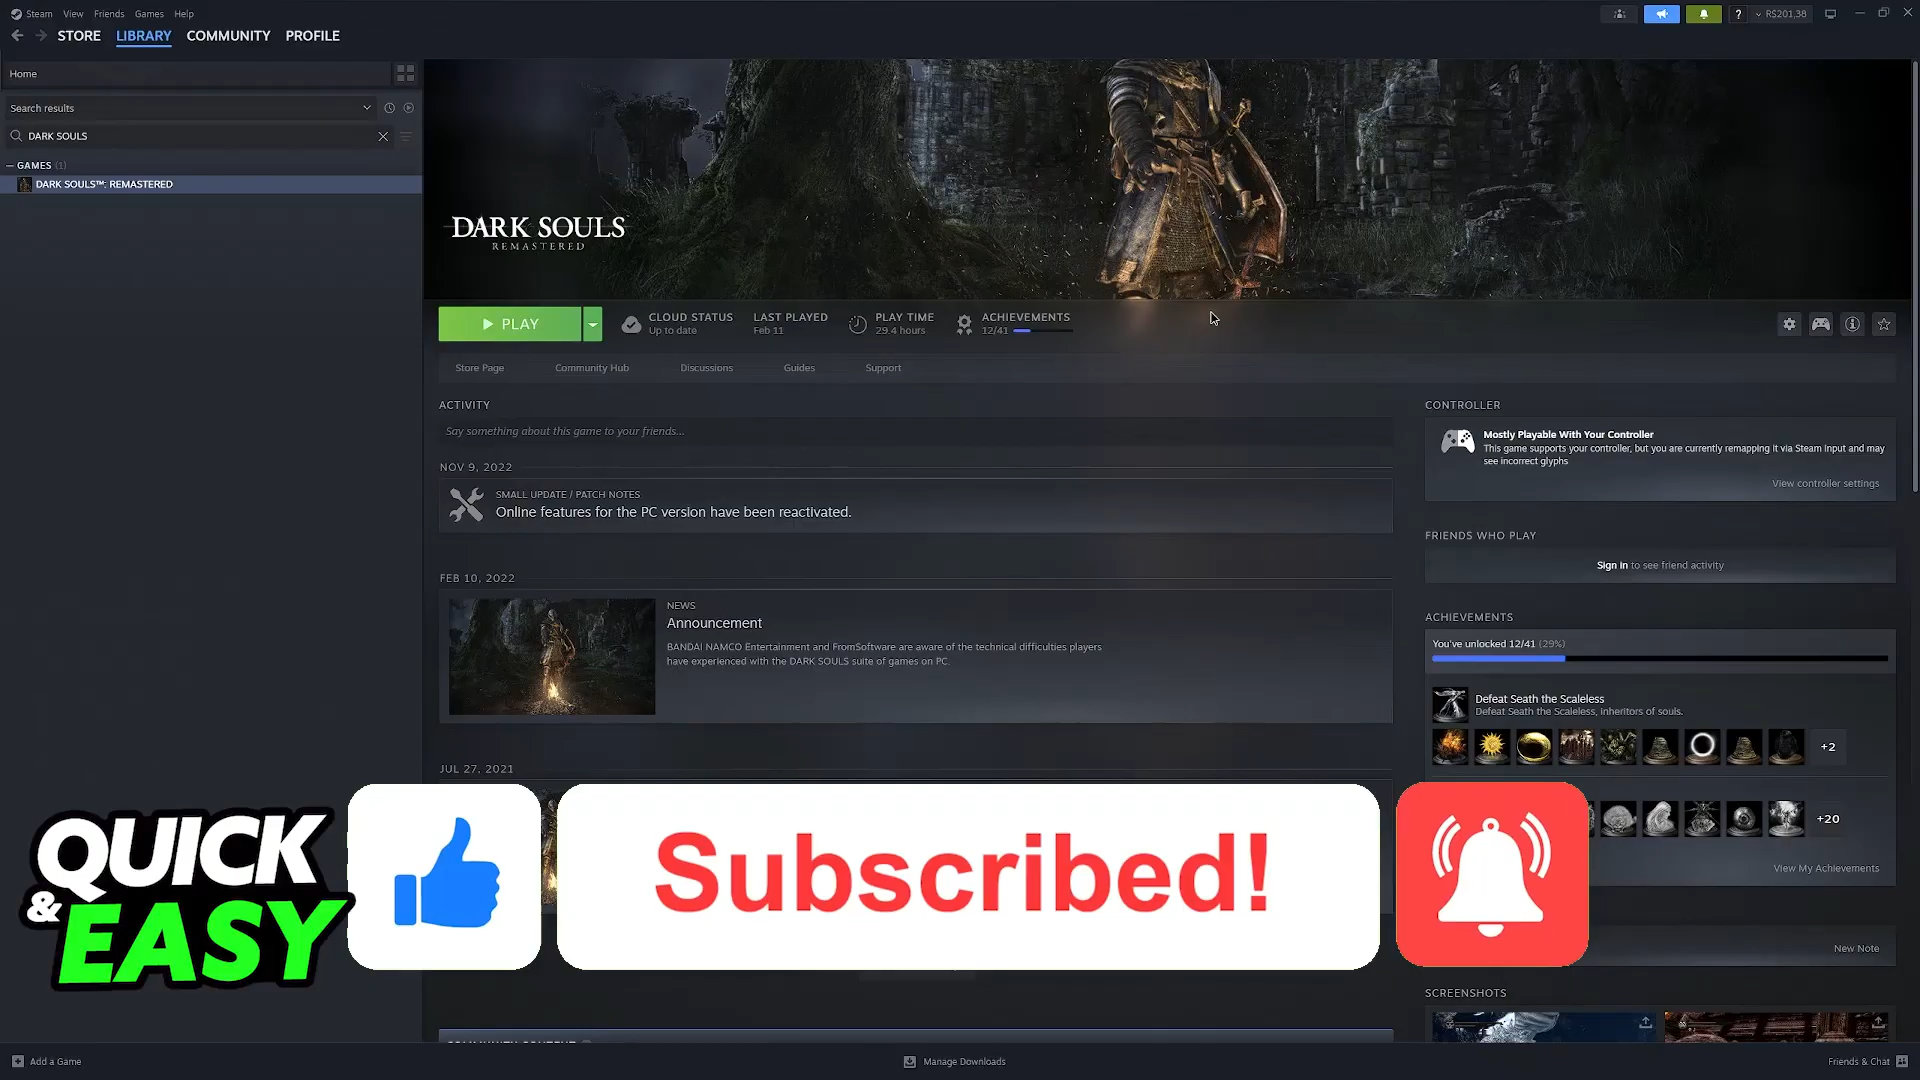 Steam View Friends Games Help
? R$201,38
STORE LIBRARY COMMUNITY PROFILE
Home
Search results
DARK SOULS
GAMES (1)
DARK SOULS™: REMASTERED
DARK SOULS
REMASTERED
PLAY
CLOUD STATUS
Up to date
LAST PLAYED
Feb 11
PLAY TIME
29.4 hours
ACHIEVEMENTS
12/41
Store Page Community Hub Discussions Guides Support
ACTIVITY
Say something about this game to your friends...
NOV 9, 2022
SMALL UPDATE / PATCH NOTES
Online features for the PC version have been reactivated.
FEB 10, 2022
NEWS
Announcement
BANDAI NAMCO Entertainment and FromSoftware are aware of the technical difficulties players
have experienced with the DARK SOULS suite of games on PC.
JUL 27, 2021
CONTROLLER
Mostly Playable With Your Controller
This game supports your controller, but you are currently remapping it via Steam Input and may
see incorrect glyphs
View controller settings
FRIENDS WHO PLAY
Sign in to see friend activity
ACHIEVEMENTS
You've unlocked 12/41 (29%)
Defeat Seath the Scaleless
Defeat Seath the Scaleless, inheritors of souls.
+2
+20
View My Achievements
New Note
SCREENSHOTS
QUICK
& EASY
Subscribed!
Add a Game
Manage Downloads
Friends & Chat